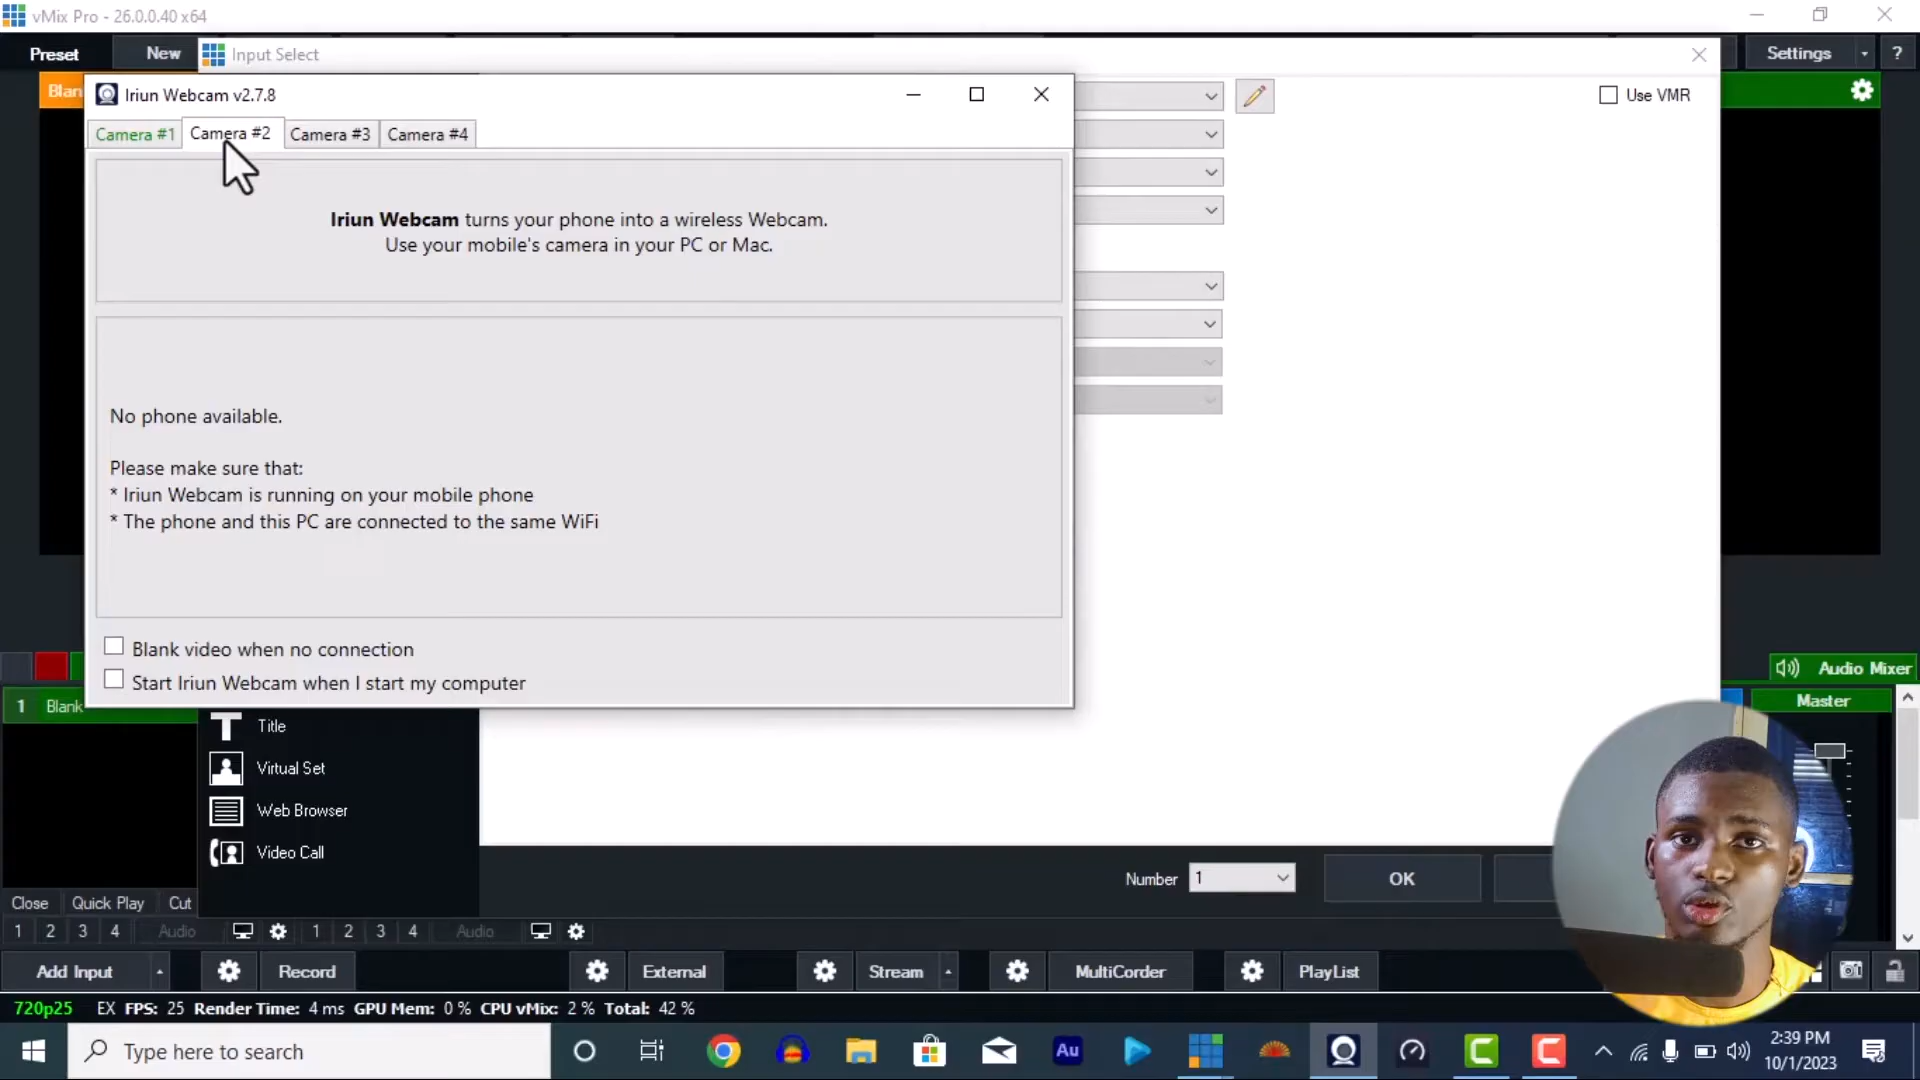 vMix Pro - 26.0.0.40 x64
Preset
New
Input Select
Settings
?
Blan
Iriun Webcam v2.7.8
Use VMR
Camera #1
Camera #2
Camera #3
Camera #4
Iriun Webcam turns your phone into a wireless Webcam.
Use your mobile's camera in your PC or Mac.
No phone available.
Please make sure that:
* Iriun Webcam is running on your mobile phone
* The phone and this PC are connected to the same WiFi
Blank video when no connection
Start Iriun Webcam when I start my computer
Audio Mixer
1 Blank
Master
Title
Virtual Set
Web Browser
Video Call
Number 1
OK
Close Quick Play Cut
1 2 3 4 Audio 1 2 3 4 Audio
Add Input
Record
External
Stream
MultiCorder
PlayList
720p25 EX FPS: 25 Render Time: 4 ms GPU Mem: 0 % CPU vMix: 2 % Total: 42 %
Type here to search
Au
2:39 PM
10/1/2023